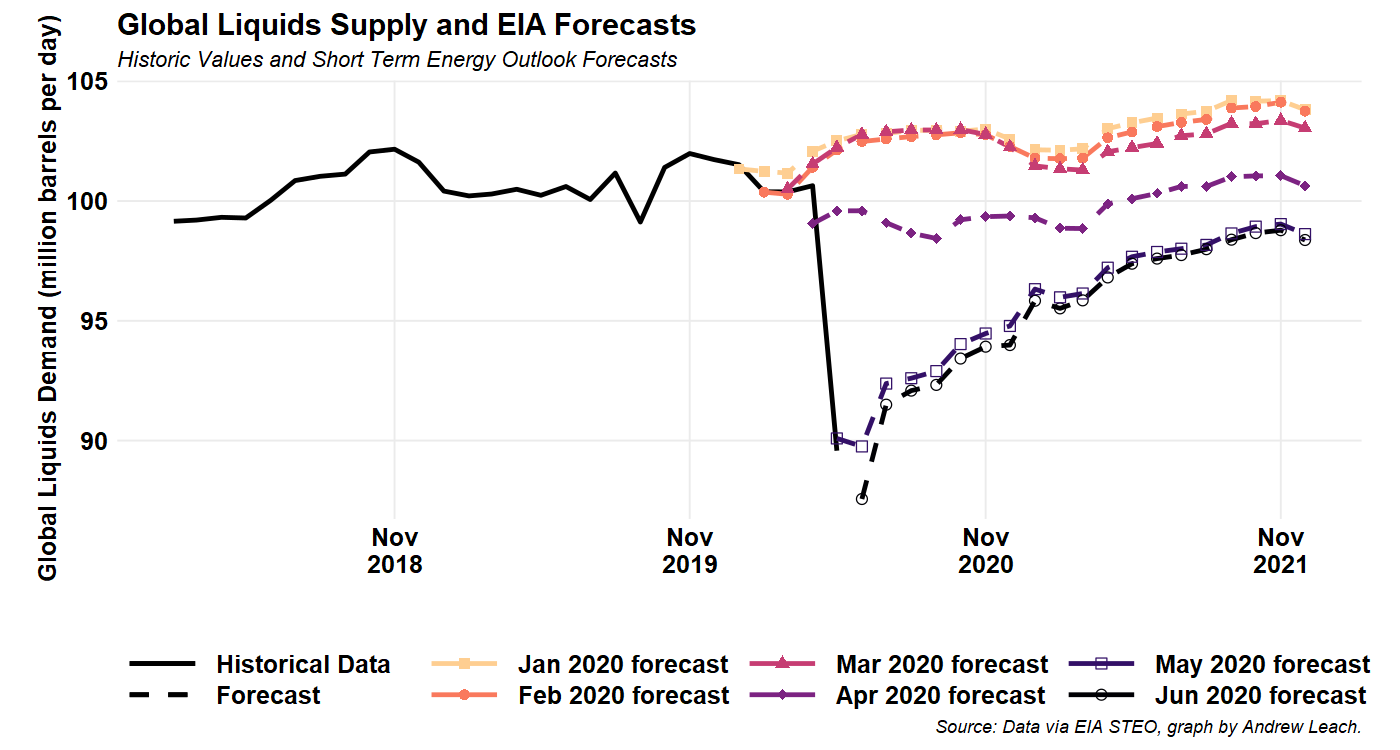 Global Liquids Supply and EIA Forecasts
Historic Values and Short Term Energy Outlook Forecasts
Global Liquids Demand (million barrels per day)
105
100
95
90
Nov
2018
Nov
2019
Nov
2020
Nov
2021
Historical Data
Forecast
Jan 2020 forecast
Feb 2020 forecast
Mar 2020 forecast
Apr 2020 forecast
May 2020 forecast
Jun 2020 forecast
Source: Data via EIA STEO, graph by Andrew Leach.